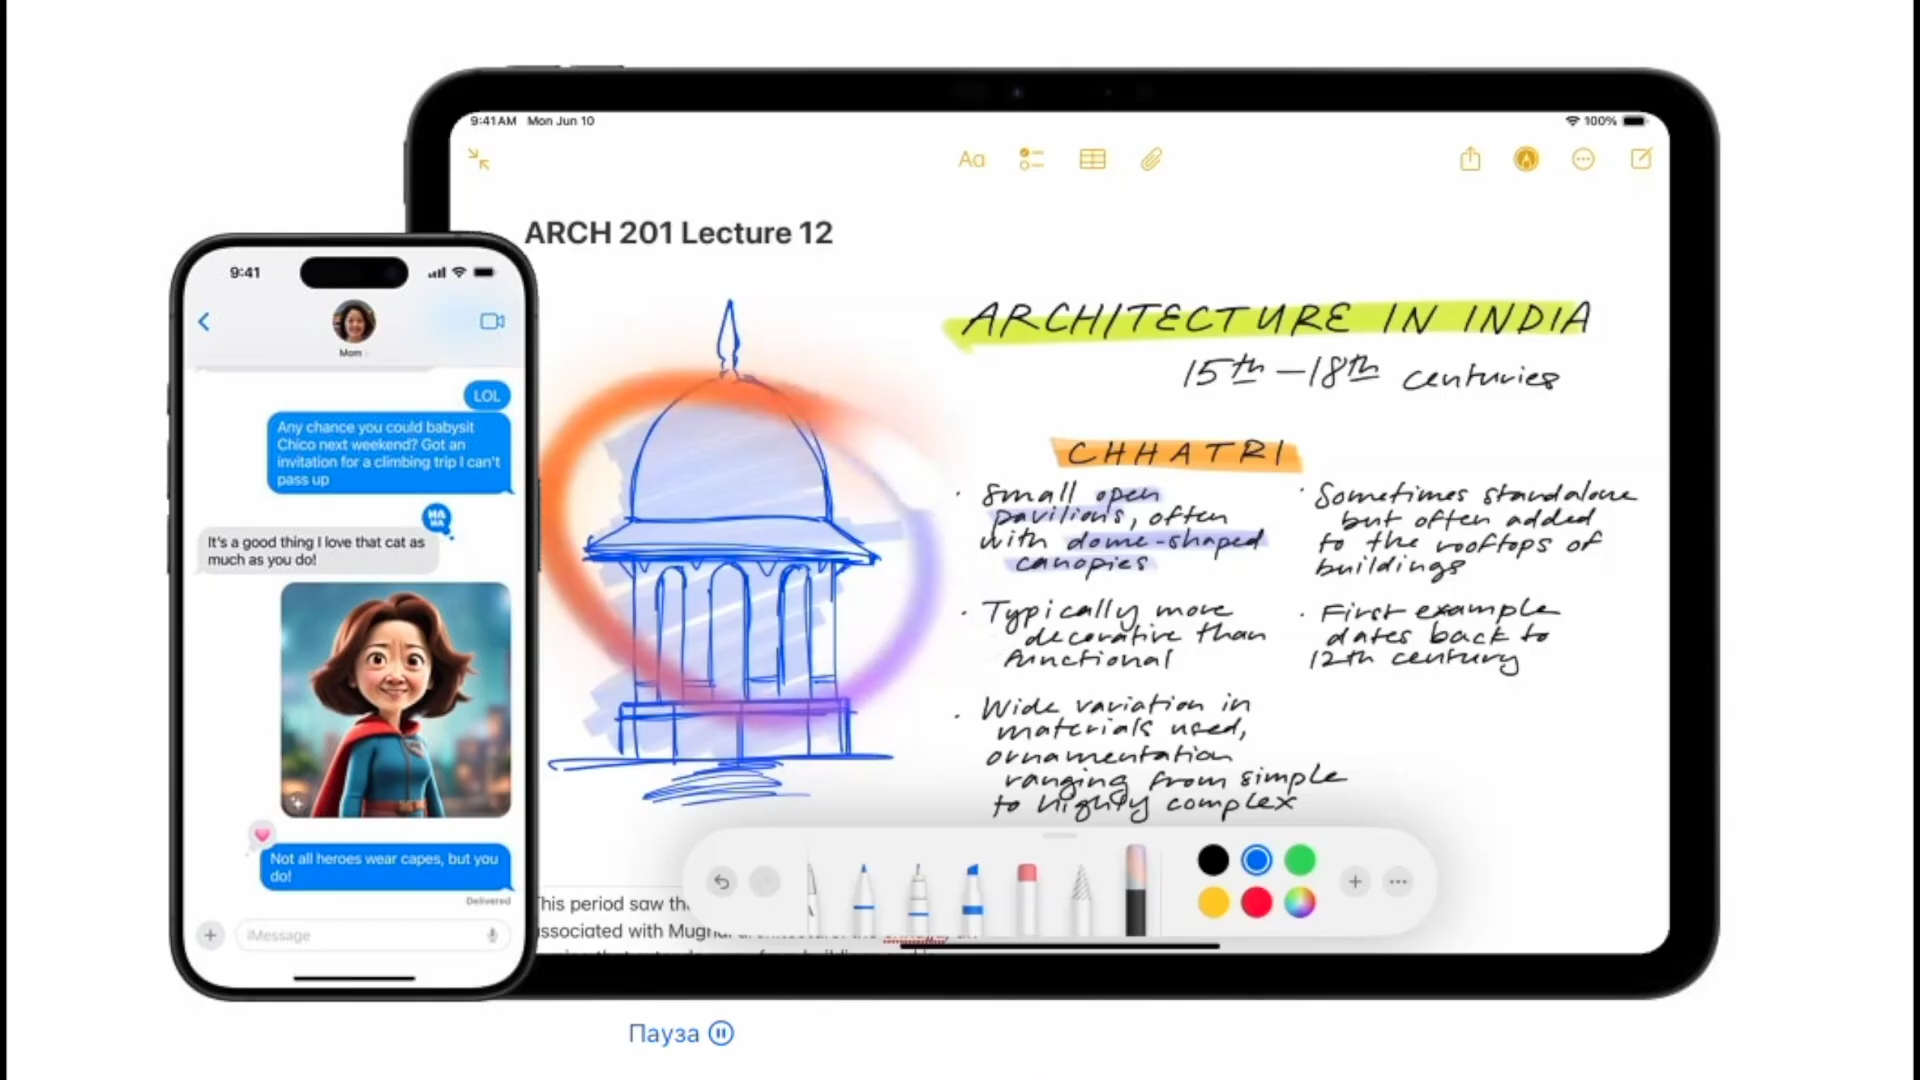 9:41 AM Mon Jun 10
100%
Aa
ARCH 201 Lecture 12
ARCHITECTURE IN INDIA
15th - 18th centuries
CHHATRI
· Small open
pavilions, often
with dome-shaped
canopies
· Typically more
decorative than
functional
· Wide variation in
materials used,
ornamentation
ranging from simple
to highly complex
· Sometimes standalone
but often added
to the rooftops of
buildings
· First example
dates back to
12th century
This period saw
associated with
9:41
Mom
LOL
Any chance you could babysit
Chico next weekend? Got an
invitation for a climbing trip I can't
pass up
HA
HA
It's a good thing I love that cat as
much as you do!
Not all heroes wear capes, but you
do!
Delivered
iMessage
Пауза